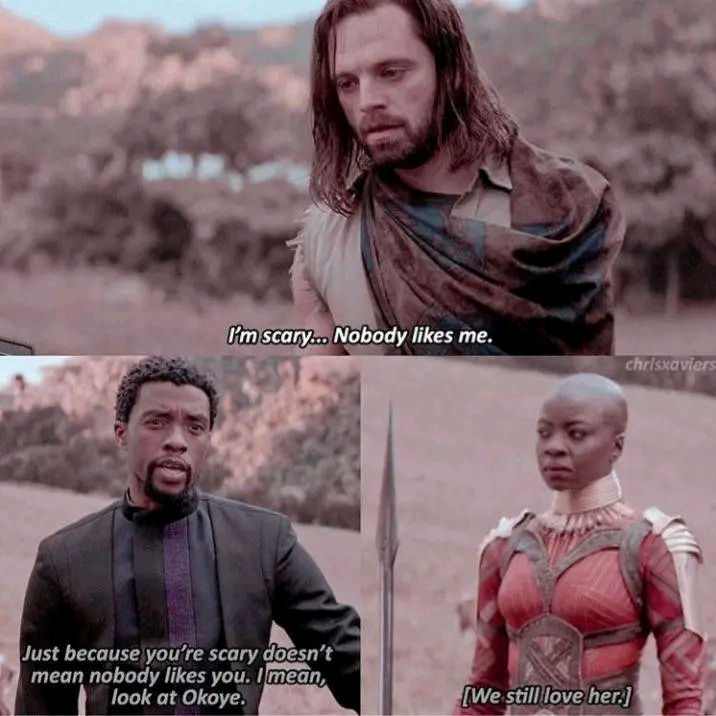 I'm scary... Nobody likes me.
chrisxaviers
Just because you're scary doesn't
mean nobody likes you. I mean,
look at Okoye.
[We still love her.]